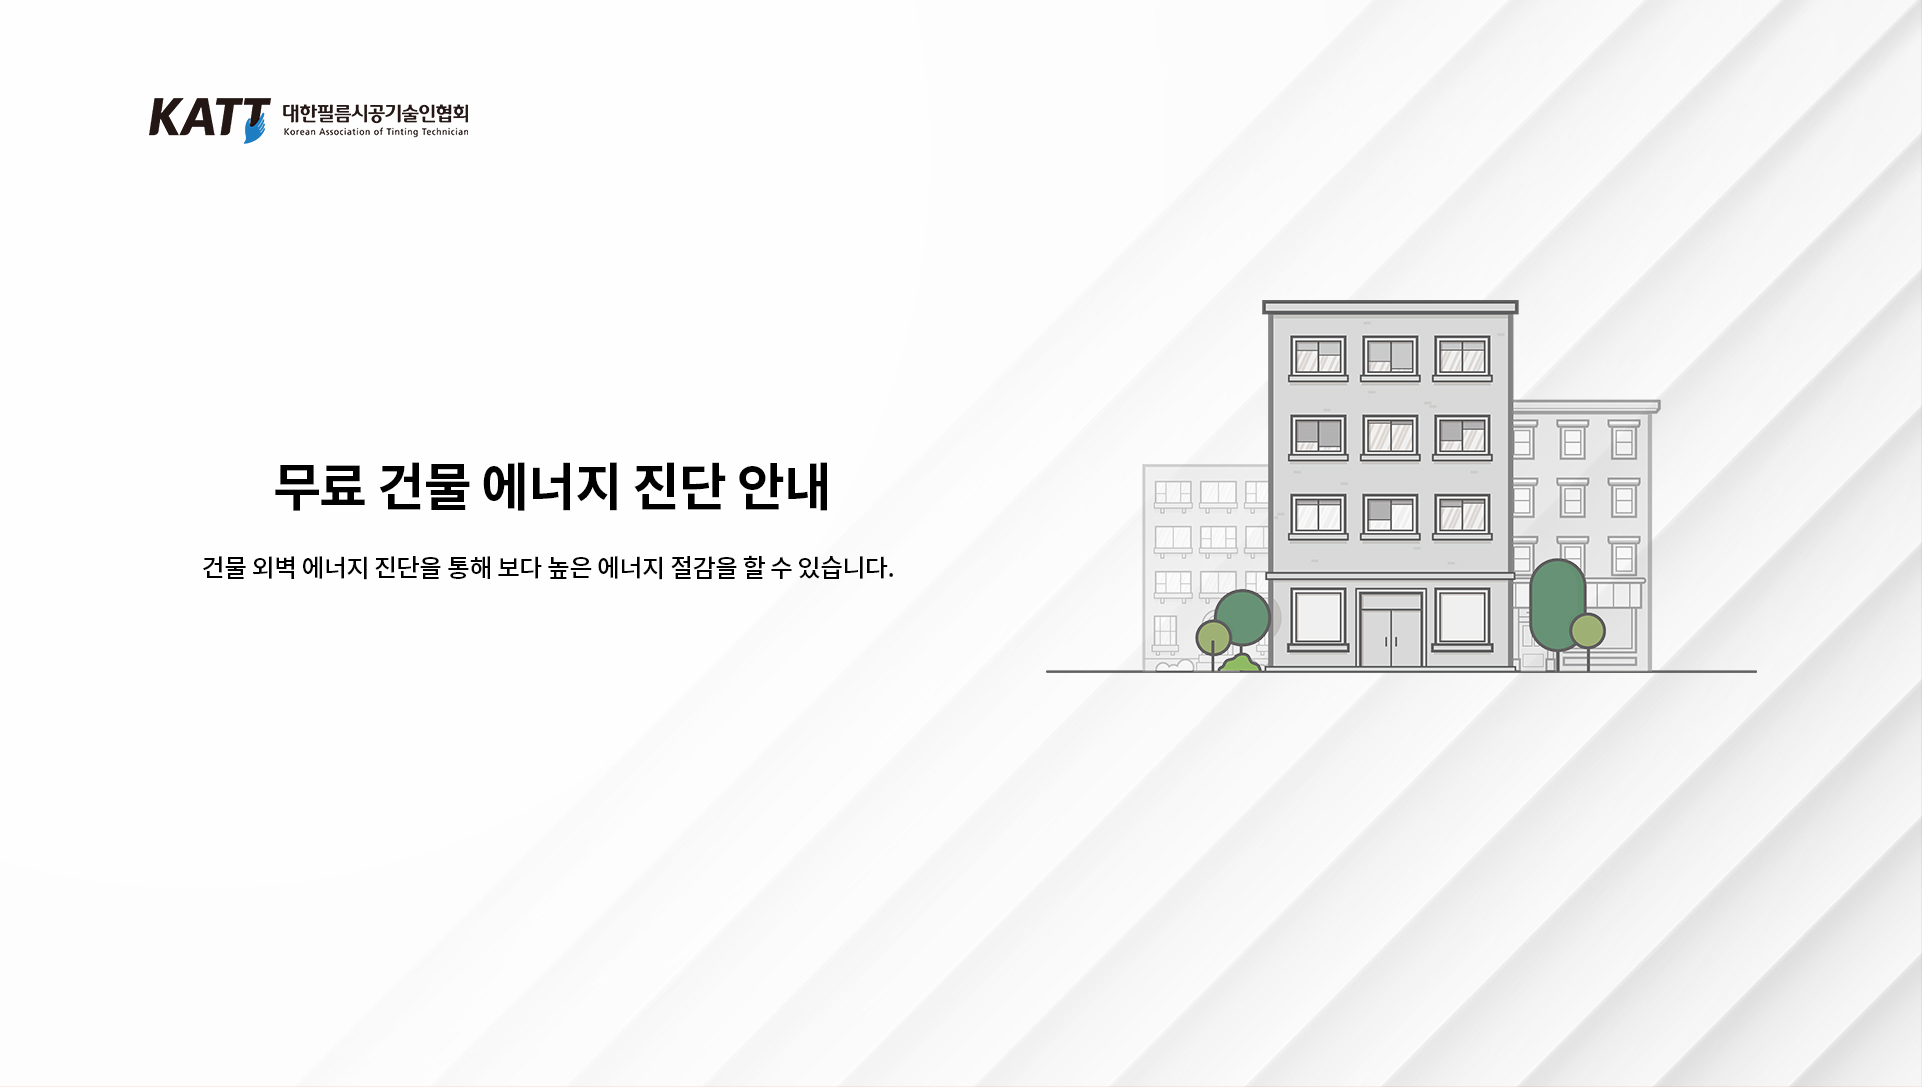 KATT 대한필름시공기술인협회
Korean Association of Tinting Technician
무료 건물 에너지 진단 안내
건물 외벽 에너지 진단을 통해 보다 높은 에너지 절감을 할 수 있습니다.